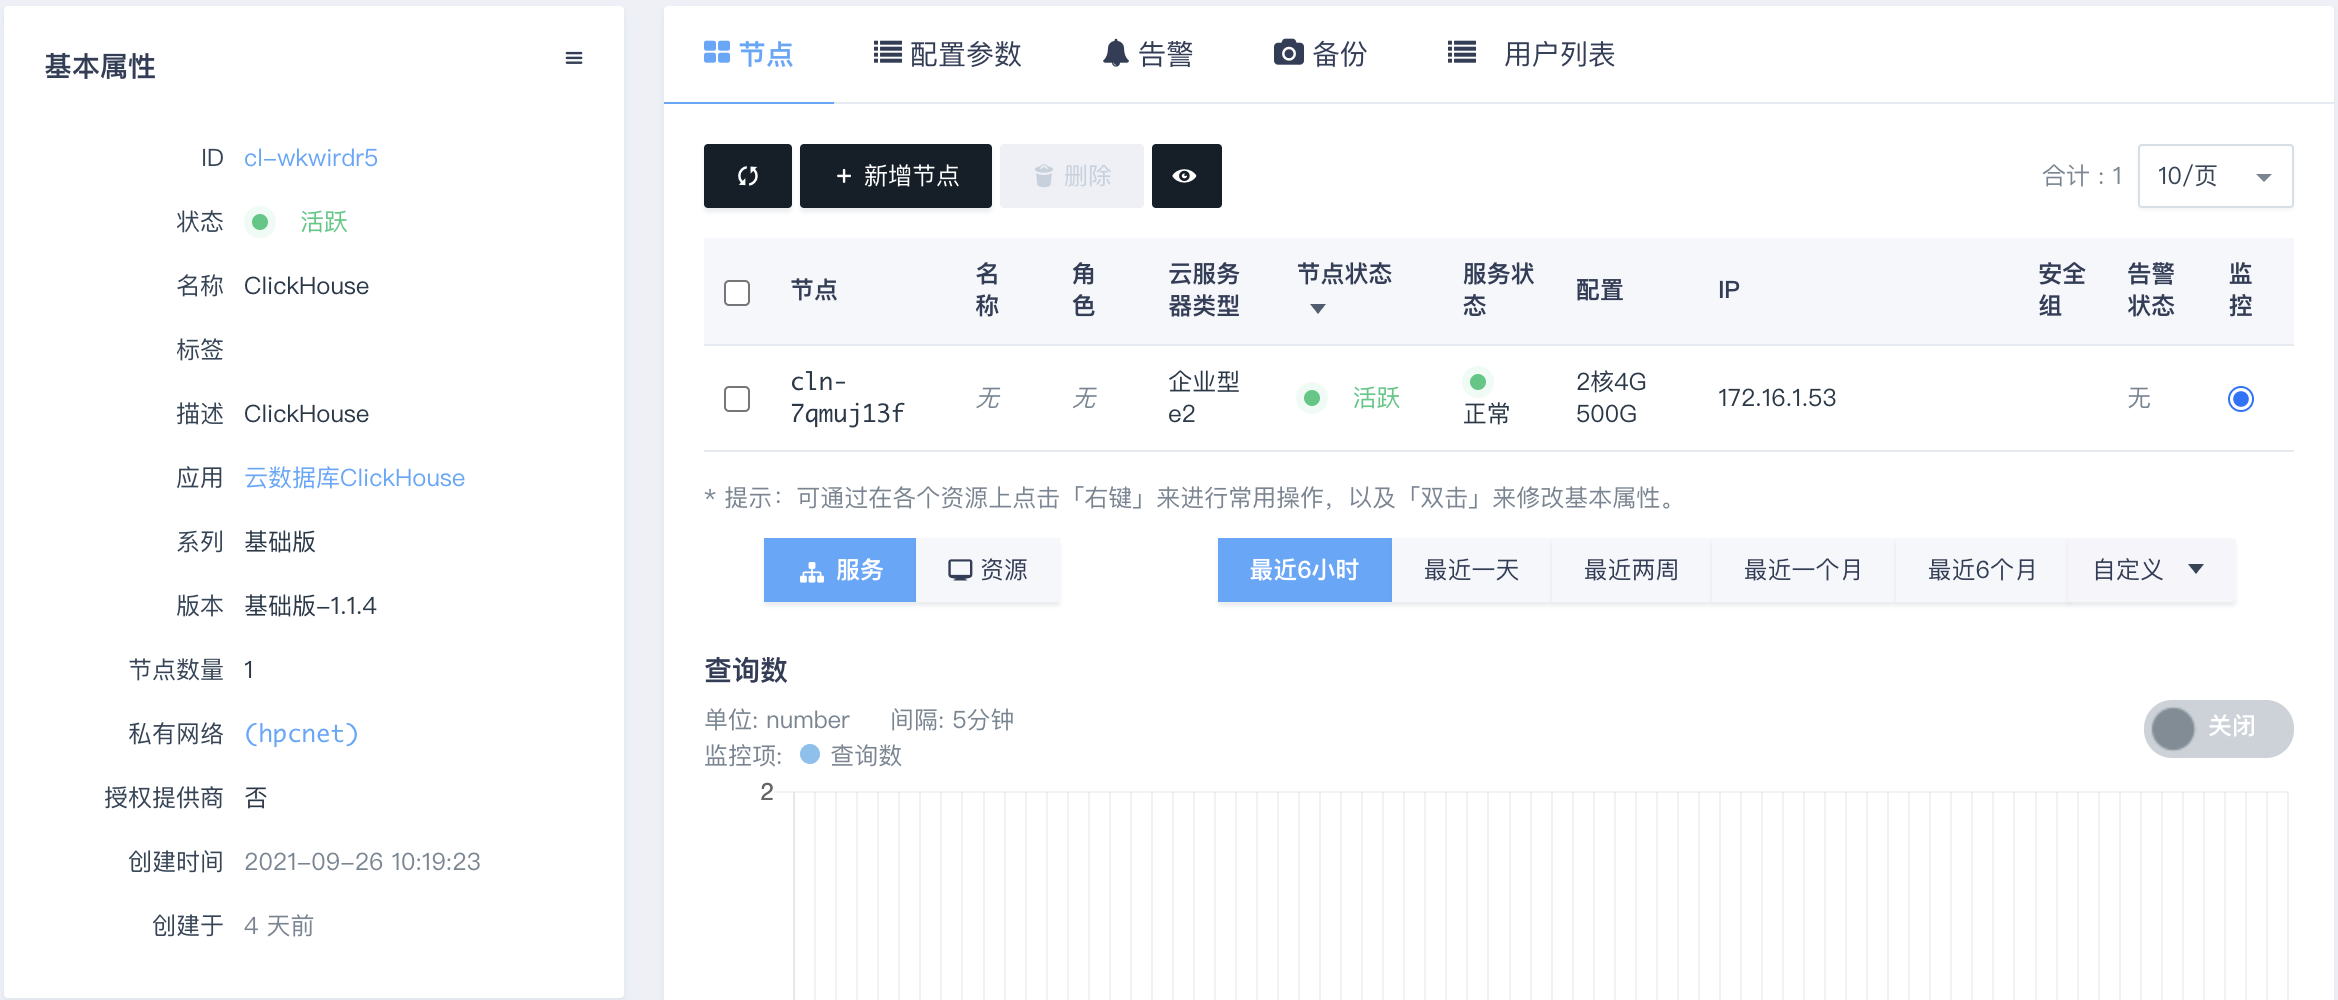 基本属性
ID cl-wkwirdr5
状态 活跃
名称 ClickHouse
标签
描述 ClickHouse
应用 云数据库ClickHouse
系列 基础版
版本 基础版-1.1.4
节点数量 1
私有网络 (hpcnet)
授权提供商 否
创建时间 2021-09-26 10:19:23
创建于 4 天前
节点 配置参数 告警 备份 用户列表
+ 新增节点 删除 合计：1 10/页
节点 名称 角色 云服务器类型 节点状态 服务状态 配置 IP 安全组 告警状态 监控
cln-7qmuj13f 无 无 企业型e2 活跃 正常 2核4G 500G 172.16.1.53 无
* 提示：可通过在各个资源上点击「右键」来进行常用操作，以及「双击」来修改基本属性。
服务 资源 最近6小时 最近一天 最近两周 最近一个月 最近6个月 自定义
查询数
单位: number 间隔: 5分钟
监控项: 查询数
关闭
2